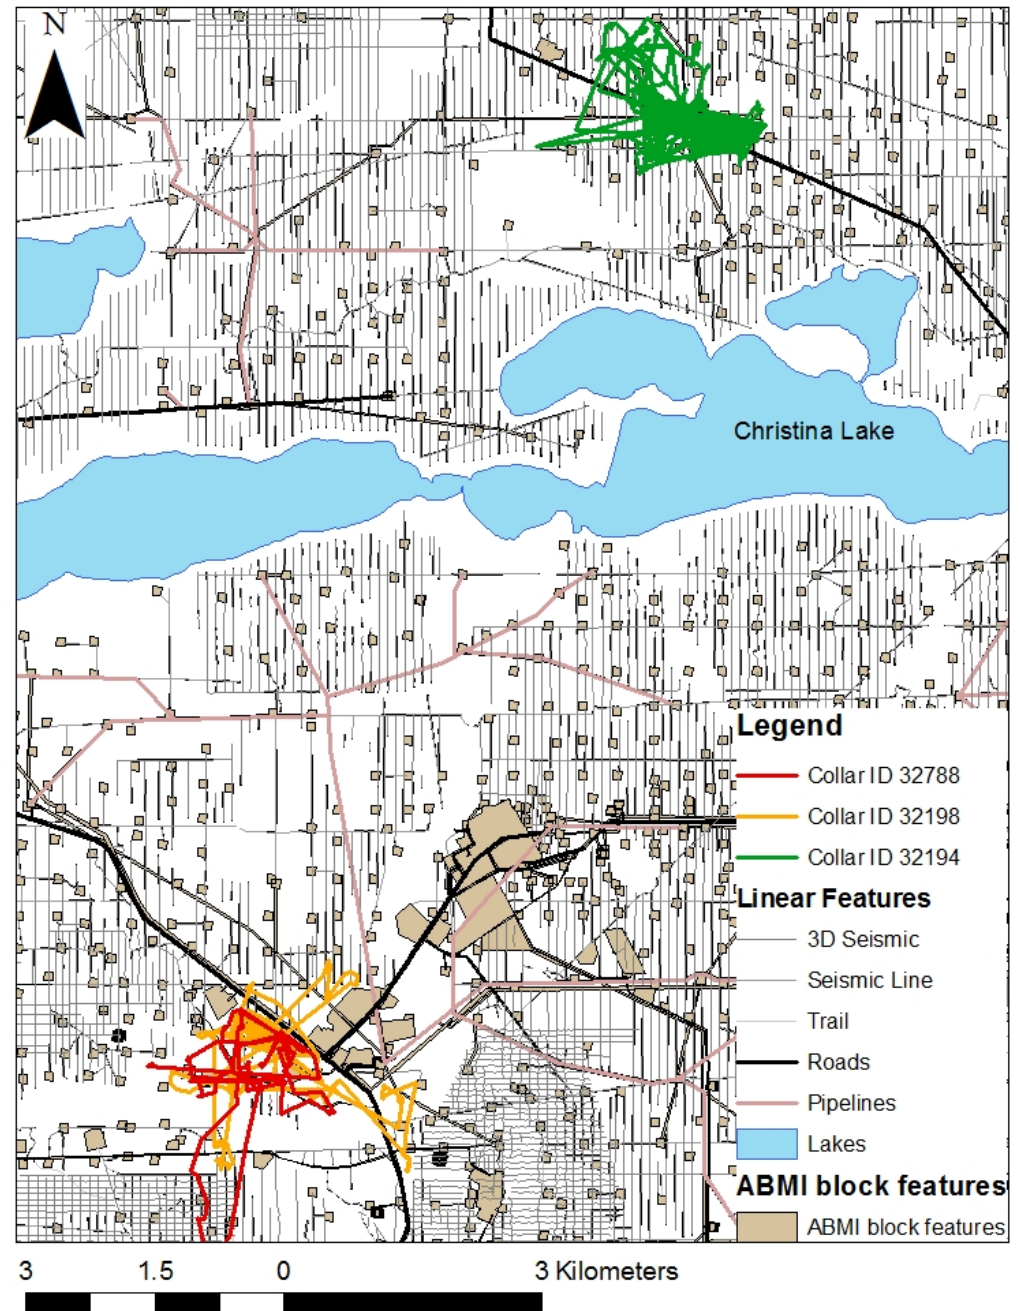 N
Christina Lake
Legend
Collar ID 32788
Collar ID 32198
Collar ID 32194
Linear Features
3D Seismic
Seismic Line
Trail
Roads
Pipelines
Lakes
ABMI block features
ABMI block features
3 1.5 0 3 Kilometers